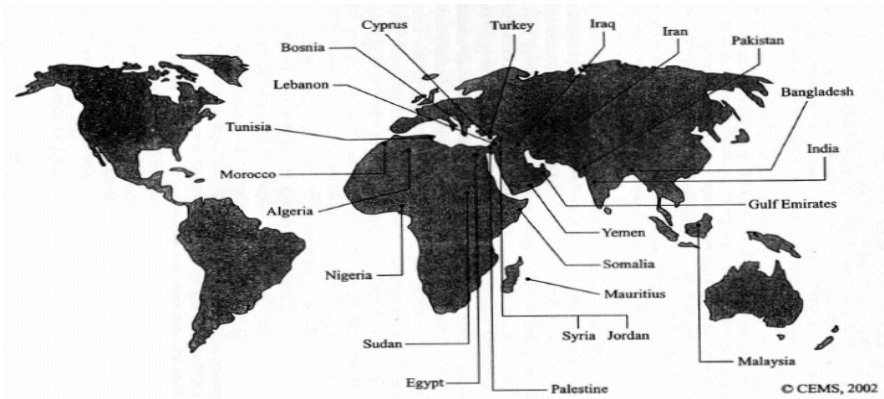 Cyprus
Turkey
Iraq
Iran
Pakistan
Bosnia
Lebanon
Bangladesh
Tunisia
India
Morocco
Gulf Emirates
Algeria
Yemen
Somalia
Nigeria
Mauritius
Syria Jordan
Sudan
Malaysia
Egypt
Palestine
© CEMS, 2002